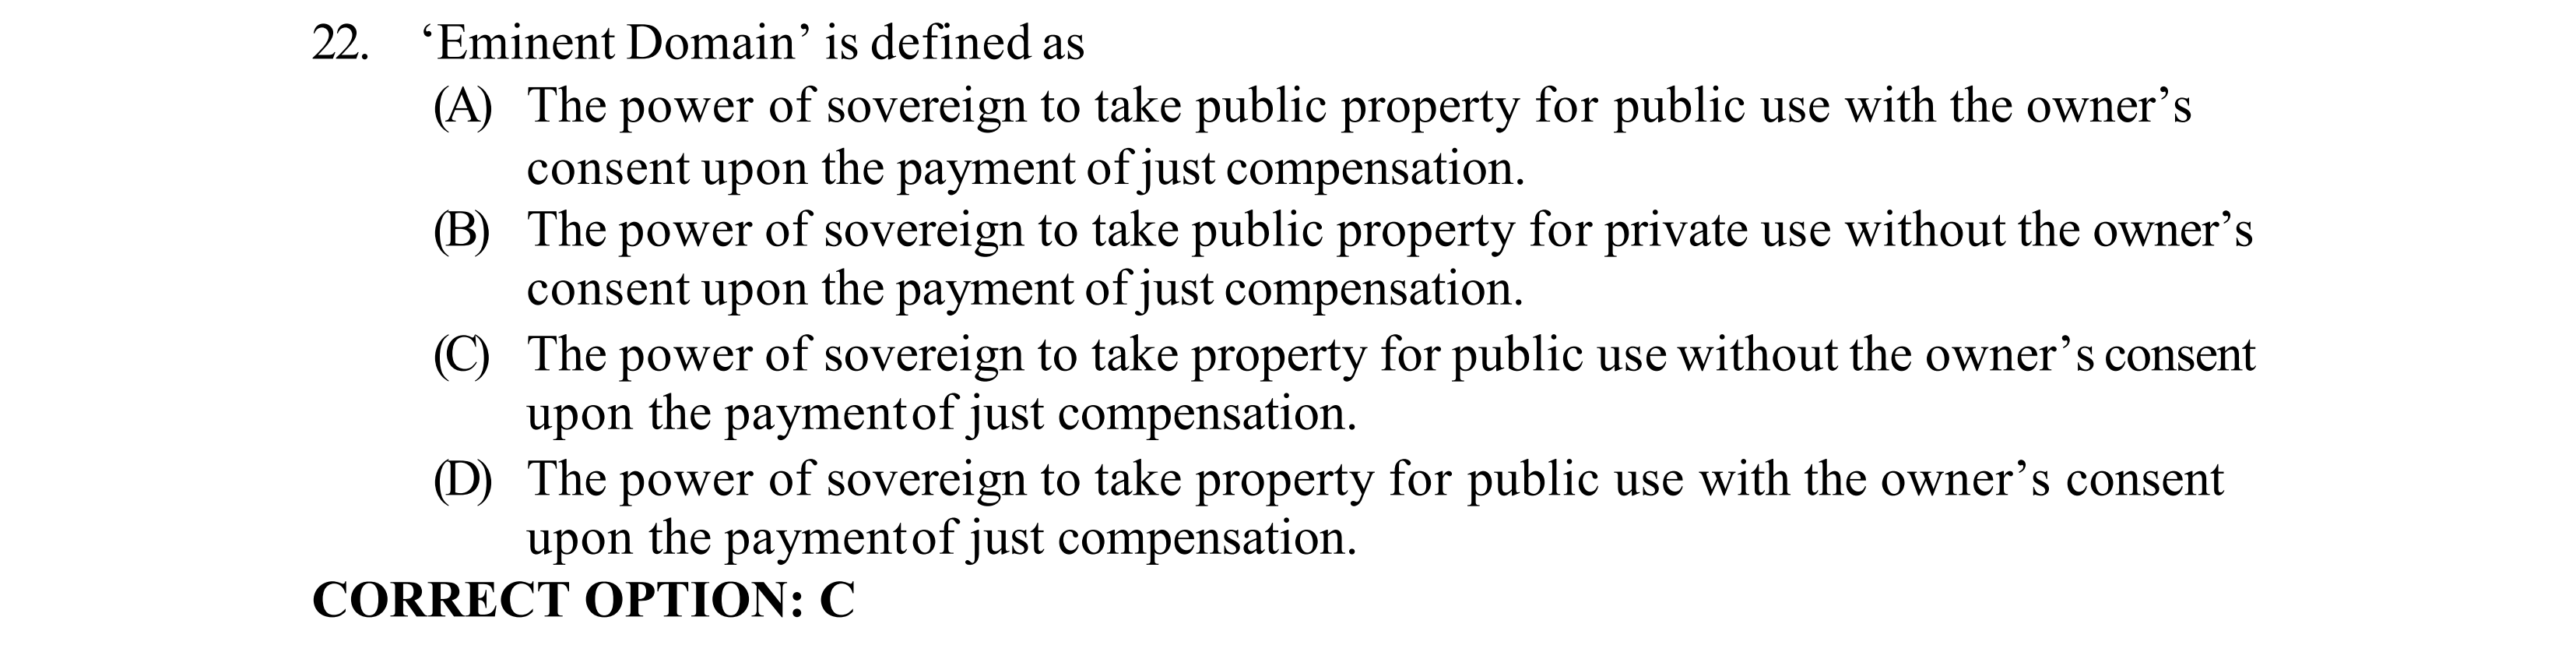 22. ‘Eminent Domain’ is defined as
(A) The power of sovereign to take public property for public use with the owner’s
consent upon the payment of just compensation.
(B) The power of sovereign to take public property for private use without the owner’s
consent upon the payment of just compensation.
(C) The power of sovereign to take property for public use without the owner’s consent
upon the paymentof just compensation.
(D) The power of sovereign to take property for public use with the owner’s consent
upon the paymentof just compensation.
CORRECT OPTION: C